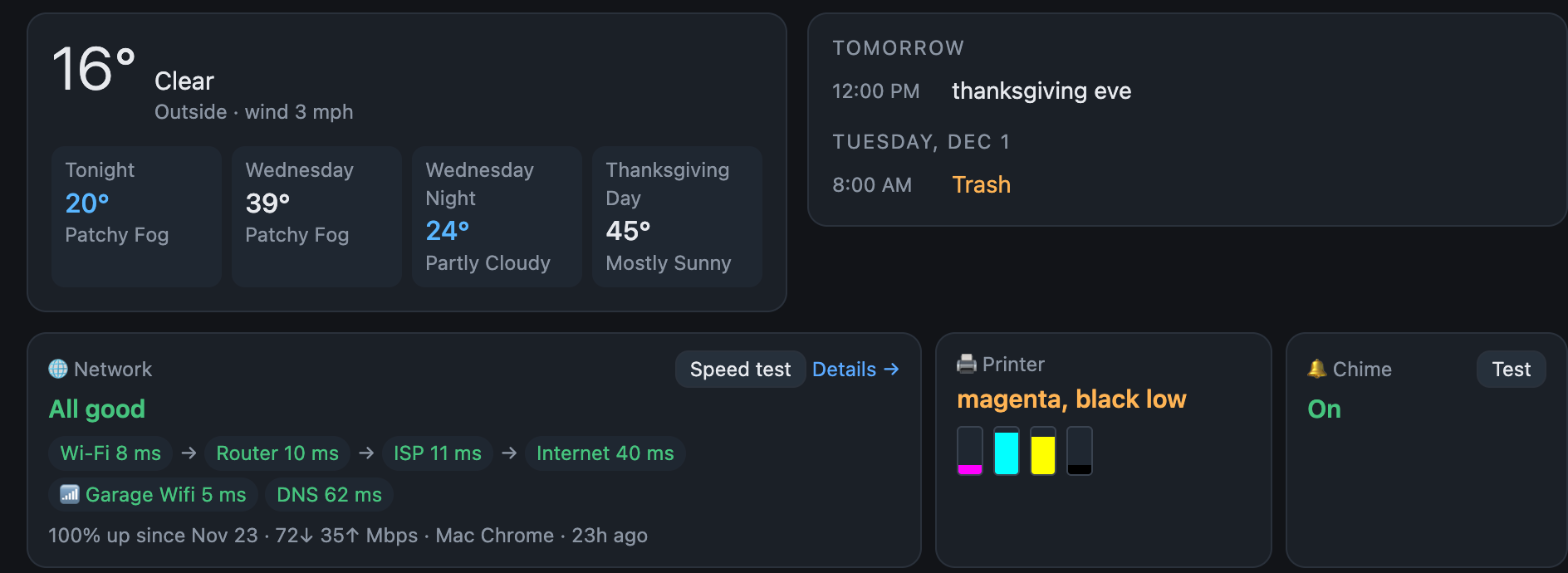 16°
Clear
Outside · wind 3 mph
Tonight
20°
Patchy Fog
Wednesday
39°
Patchy Fog
Wednesday
Night
24°
Partly Cloudy
Thanksgiving
Day
45°
Mostly Sunny
TOMORROW
12:00 PM thanksgiving eve
TUESDAY, DEC 1
8:00 AM Trash
Network
Speed test Details →
All good
Wi-Fi 8 ms → Router 10 ms → ISP 11 ms → Internet 40 ms
Garage Wifi 5 ms DNS 62 ms
100% up since Nov 23 · 72↓ 35↑ Mbps · Mac Chrome · 23h ago
Printer
magenta, black low
Chime
Test
On